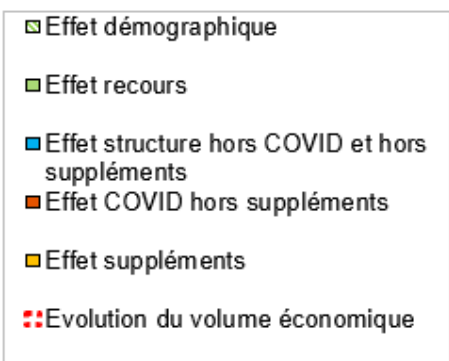 Effet démographique
Effet recours
Effet structure hors COVID et hors
suppléments
Effet COVID hors suppléments
Effet suppléments
Evolution du volume économique